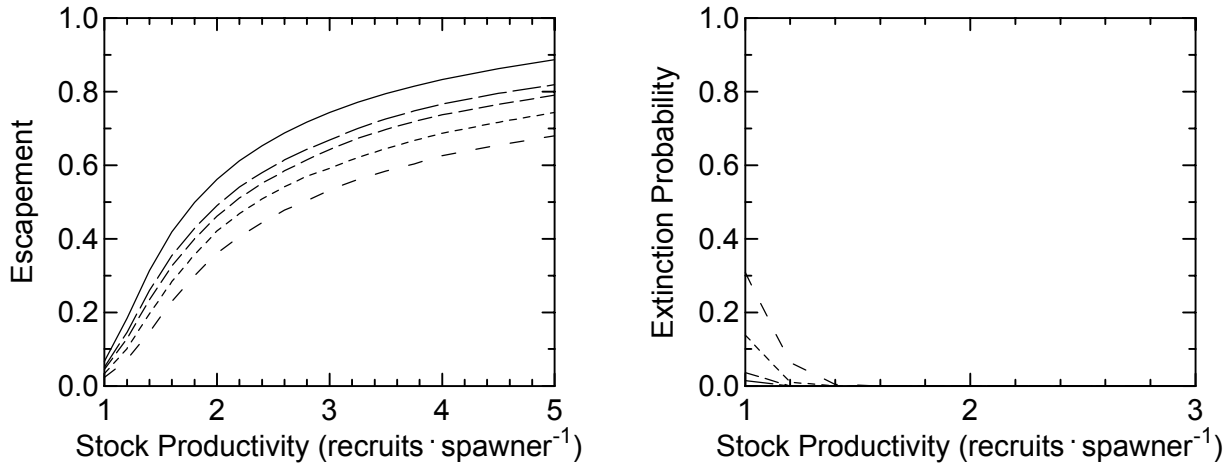 Escapement
1.0
0.8
0.6
0.4
0.2
0.0
1 2 3 4 5
Stock Productivity (recruits · spawner⁻¹)
Extinction Probability
1.0
0.8
0.6
0.4
0.2
0.0
1 2 3
Stock Productivity (recruits · spawner⁻¹)